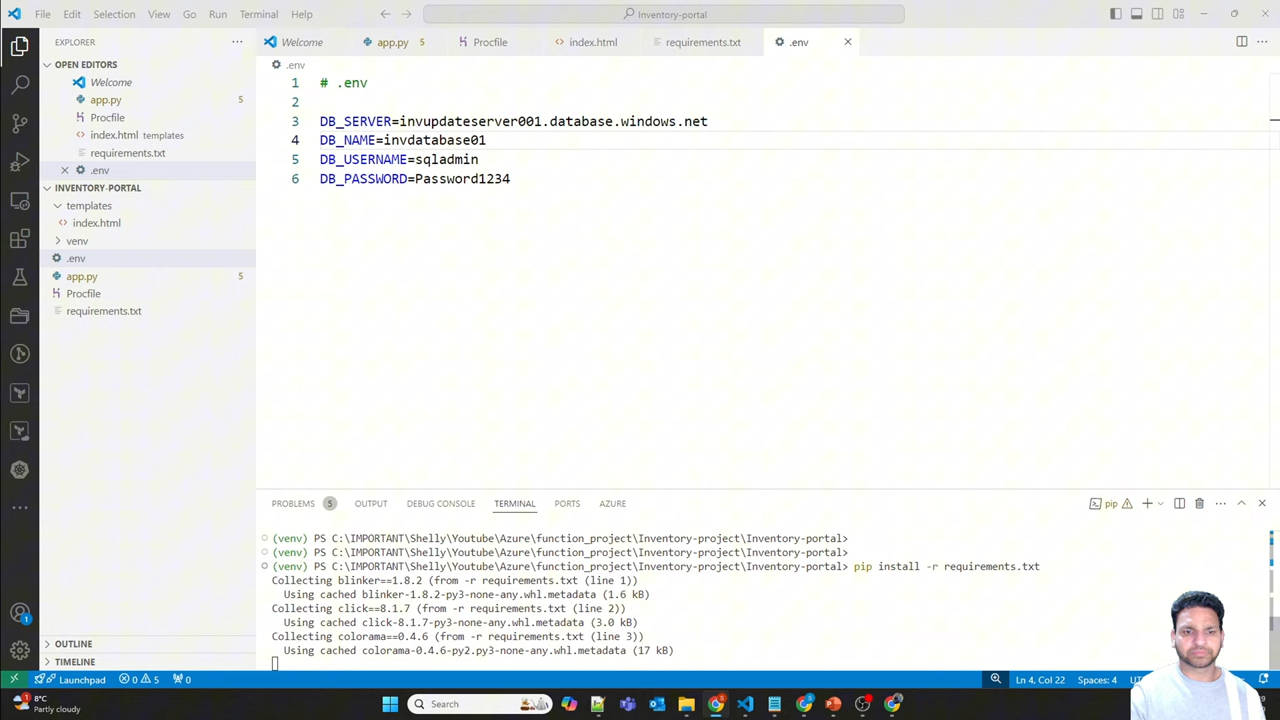 File Edit Selection View Go Run Terminal Help
Inventory-portal
EXPLORER
OPEN EDITORS
Welcome
app.py 5
Procfile
index.html templates
requirements.txt
.env
INVENTORY-PORTAL
templates
index.html
venv
.env
app.py 5
Procfile
requirements.txt
OUTLINE
TIMELINE
Welcome app.py 5 Procfile index.html requirements.txt .env
.env
1 # .env
2
3 DB_SERVER=invupdateserver001.database.windows.net
4 DB_NAME=invdatabase01
5 DB_USERNAME=sqladmin
6 DB_PASSWORD=Password1234
PROBLEMS 5 OUTPUT DEBUG CONSOLE TERMINAL PORTS AZURE
pip
(venv) PS C:\IMPORTANT\Shelly\Youtube\Azure\function_project\Inventory-project\Inventory-portal>
(venv) PS C:\IMPORTANT\Shelly\Youtube\Azure\function_project\Inventory-project\Inventory-portal>
(venv) PS C:\IMPORTANT\Shelly\Youtube\Azure\function_project\Inventory-project\Inventory-portal> pip install -r requirements.txt
Collecting blinker==1.8.2 (from -r requirements.txt (line 1))
Using cached blinker-1.8.2-py3-none-any.whl.metadata (1.6 kB)
Collecting click==8.1.7 (from -r requirements.txt (line 2))
Using cached click-8.1.7-py3-none-any.whl.metadata (3.0 kB)
Collecting colorama==0.4.6 (from -r requirements.txt (line 3))
Using cached colorama-0.4.6-py2.py3-none-any.whl.metadata (17 kB)
1
Launchpad 0 5 0 Ln 4, Col 22 Spaces: 4
8°C
Partly cloudy
Search